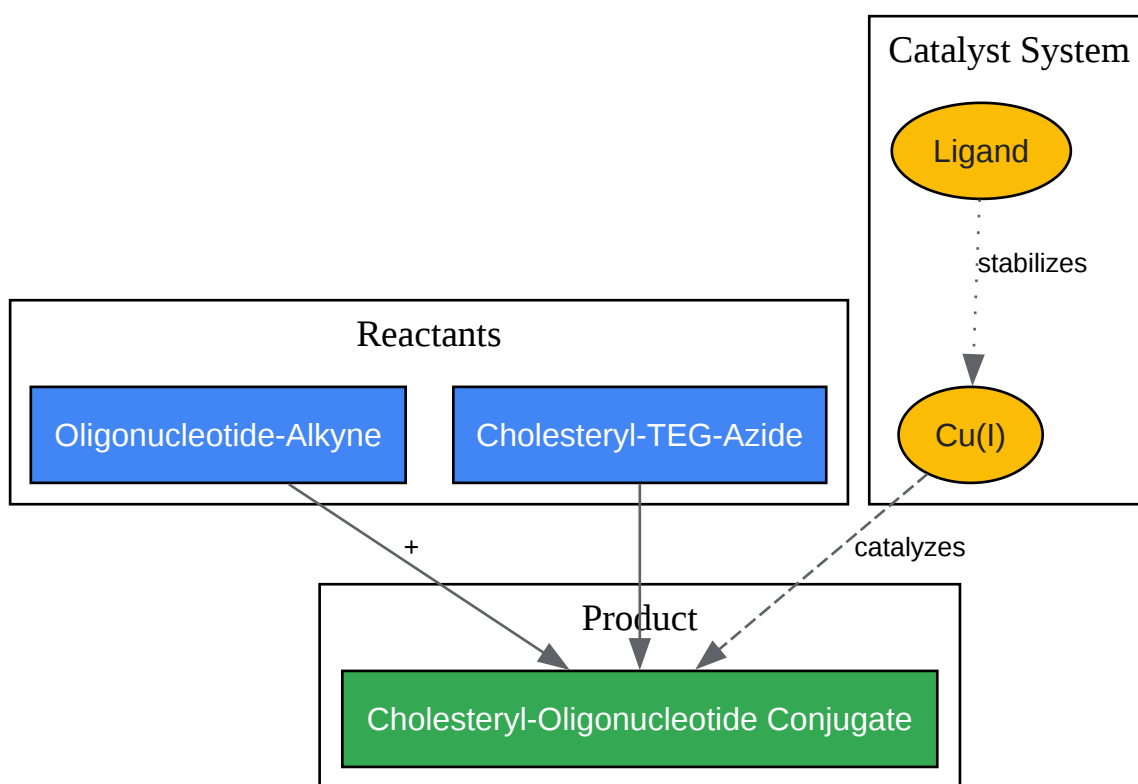 Catalyst System
Ligand
stabilizes
Reactants
Oligonucleotide-Alkyne
Cholesteryl-TEG-Azide
Cu(I)
+
catalyzes
Product
Cholesteryl-Oligonucleotide Conjugate